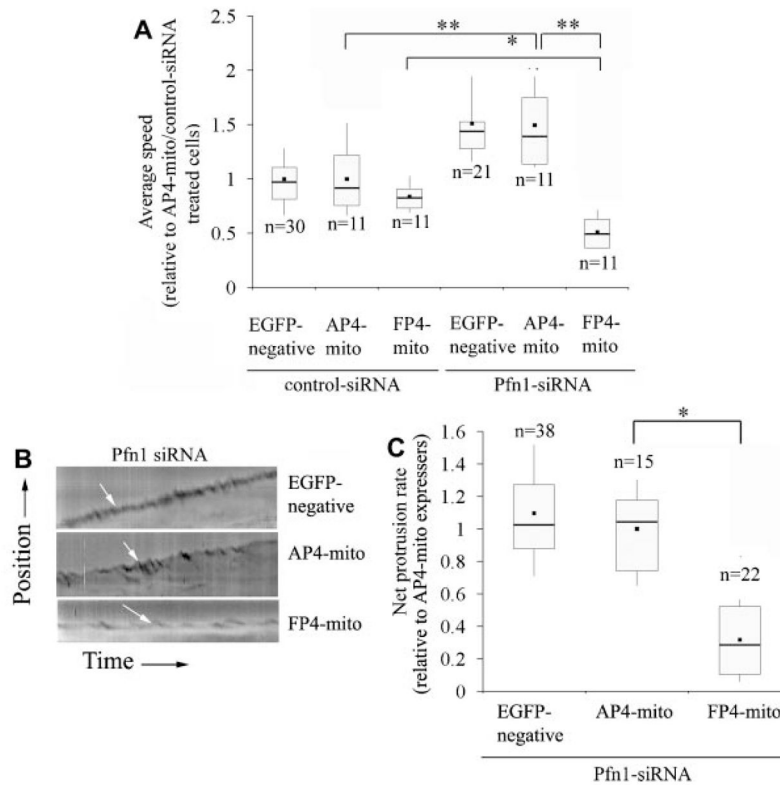 A
Average speed
(relative to AP4-mito/control-siRNA
treated cells)
2.5
2
1.5
1
0.5
0
**
*
**
n=30
n=11
n=11
n=21
n=11
n=11
EGFP-
negative
AP4-
mito
FP4-
mito
EGFP-
negative
AP4-
mito
FP4-
mito
control-siRNA
Pfn1-siRNA
B
Pfn1 siRNA
Position
EGFP-
negative
AP4-mito
FP4-mito
Time
C
Net protrusion rate
(relative to AP4-mito expressers)
1.6
1.4
1.2
1
0.8
0.6
0.4
0.2
0
*
n=38
n=15
n=22
EGFP-
negative
AP4-mito
FP4-mito
Pfn1-siRNA